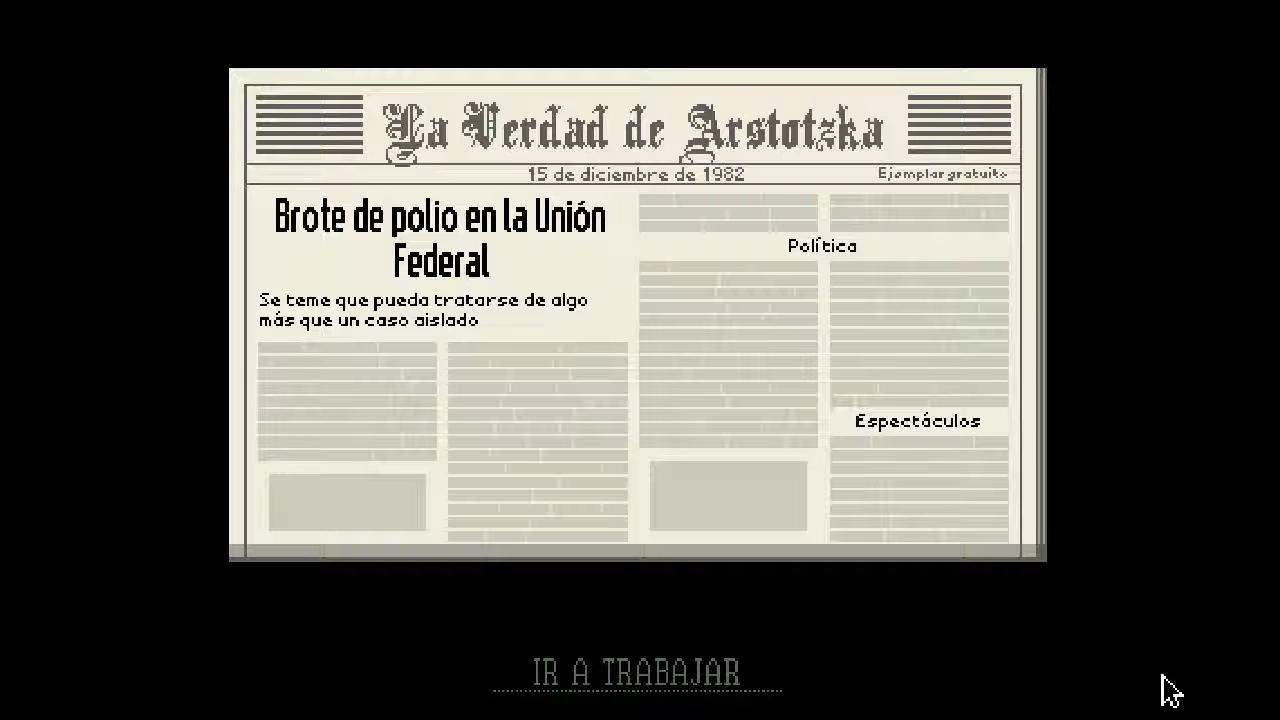 La Verdad de Arstotzka
15 de diciembre de 1982
Ejemplar gratuito
Brote de polio en la Unión
Federal
Se teme que pueda tratarse de algo
más que un caso aislado
Política
Espectáculos
IR A TRABAJAR